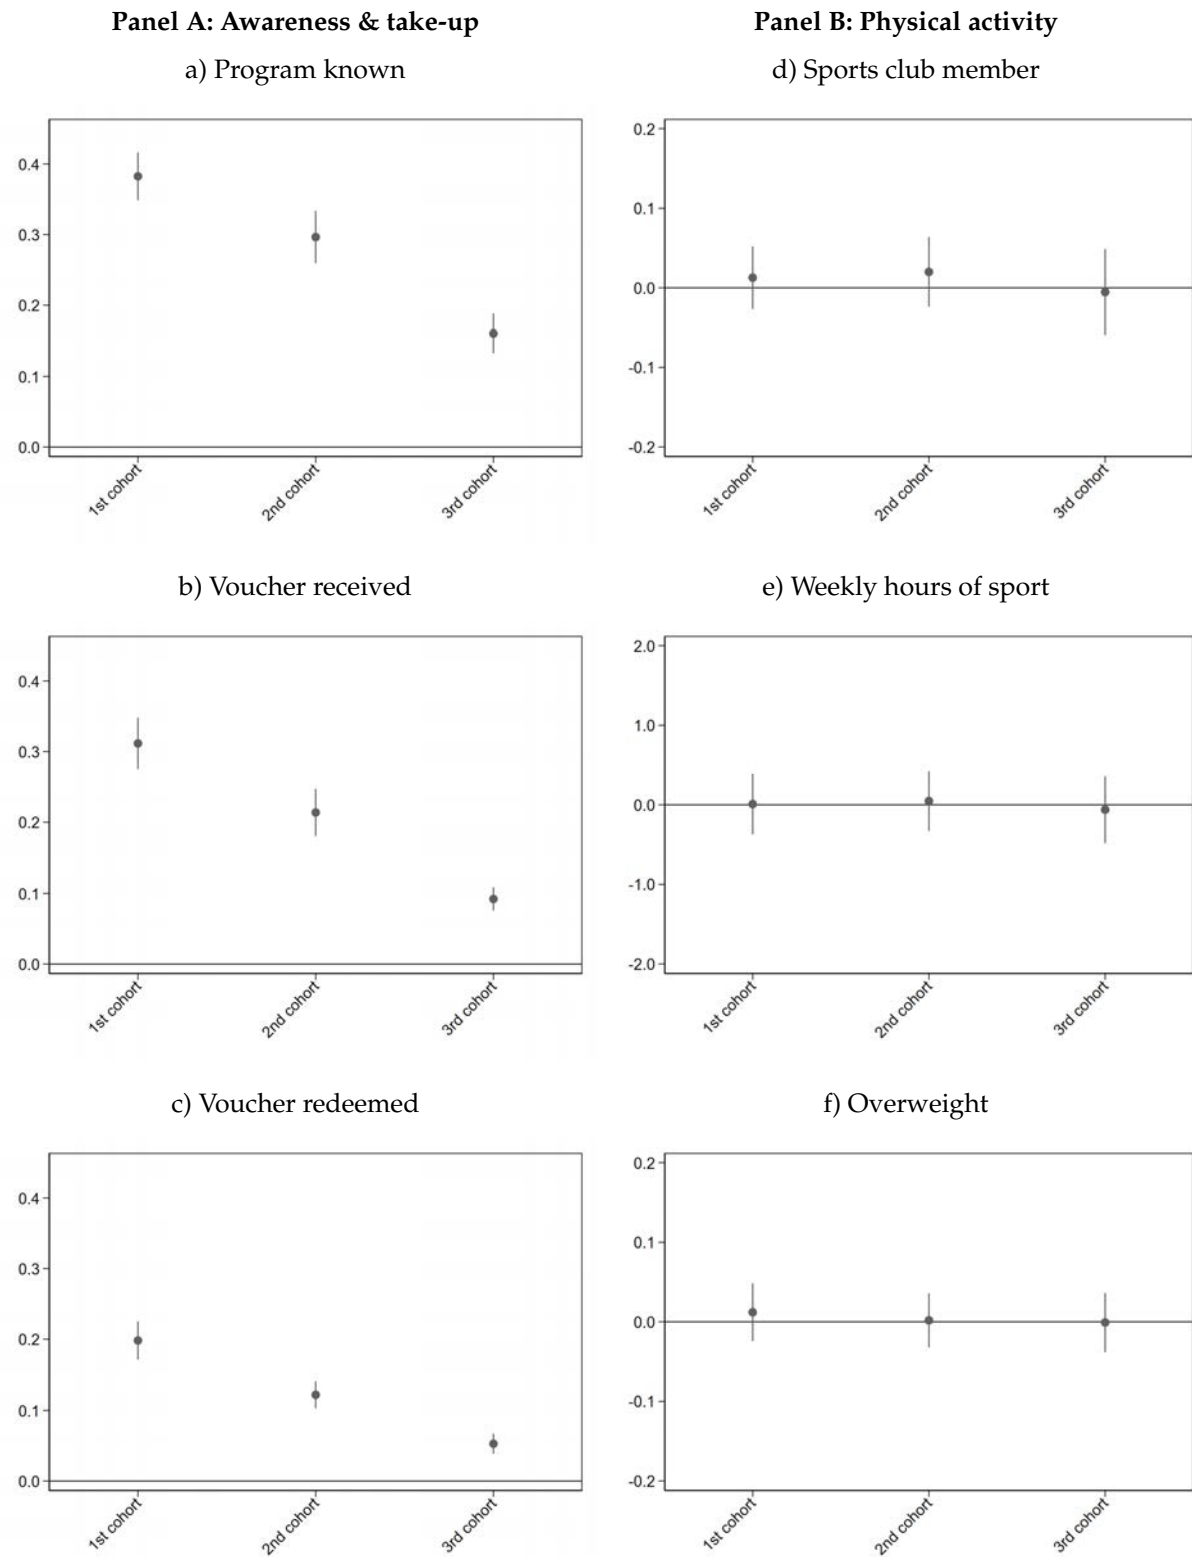 Panel A: Awareness & take-up
a) Program known
0.4
0.3
0.2
0.1
0.0
1st cohort
2nd cohort
3rd cohort
b) Voucher received
0.4
0.3
0.2
0.1
0.0
1st cohort
2nd cohort
3rd cohort
c) Voucher redeemed
0.4
0.3
0.2
0.1
0.0
1st cohort
2nd cohort
3rd cohort
Panel B: Physical activity
d) Sports club member
0.2
0.1
0.0
-0.1
-0.2
1st cohort
2nd cohort
3rd cohort
e) Weekly hours of sport
2.0
1.0
0.0
-1.0
-2.0
1st cohort
2nd cohort
3rd cohort
f) Overweight
0.2
0.1
0.0
-0.1
-0.2
1st cohort
2nd cohort
3rd cohort